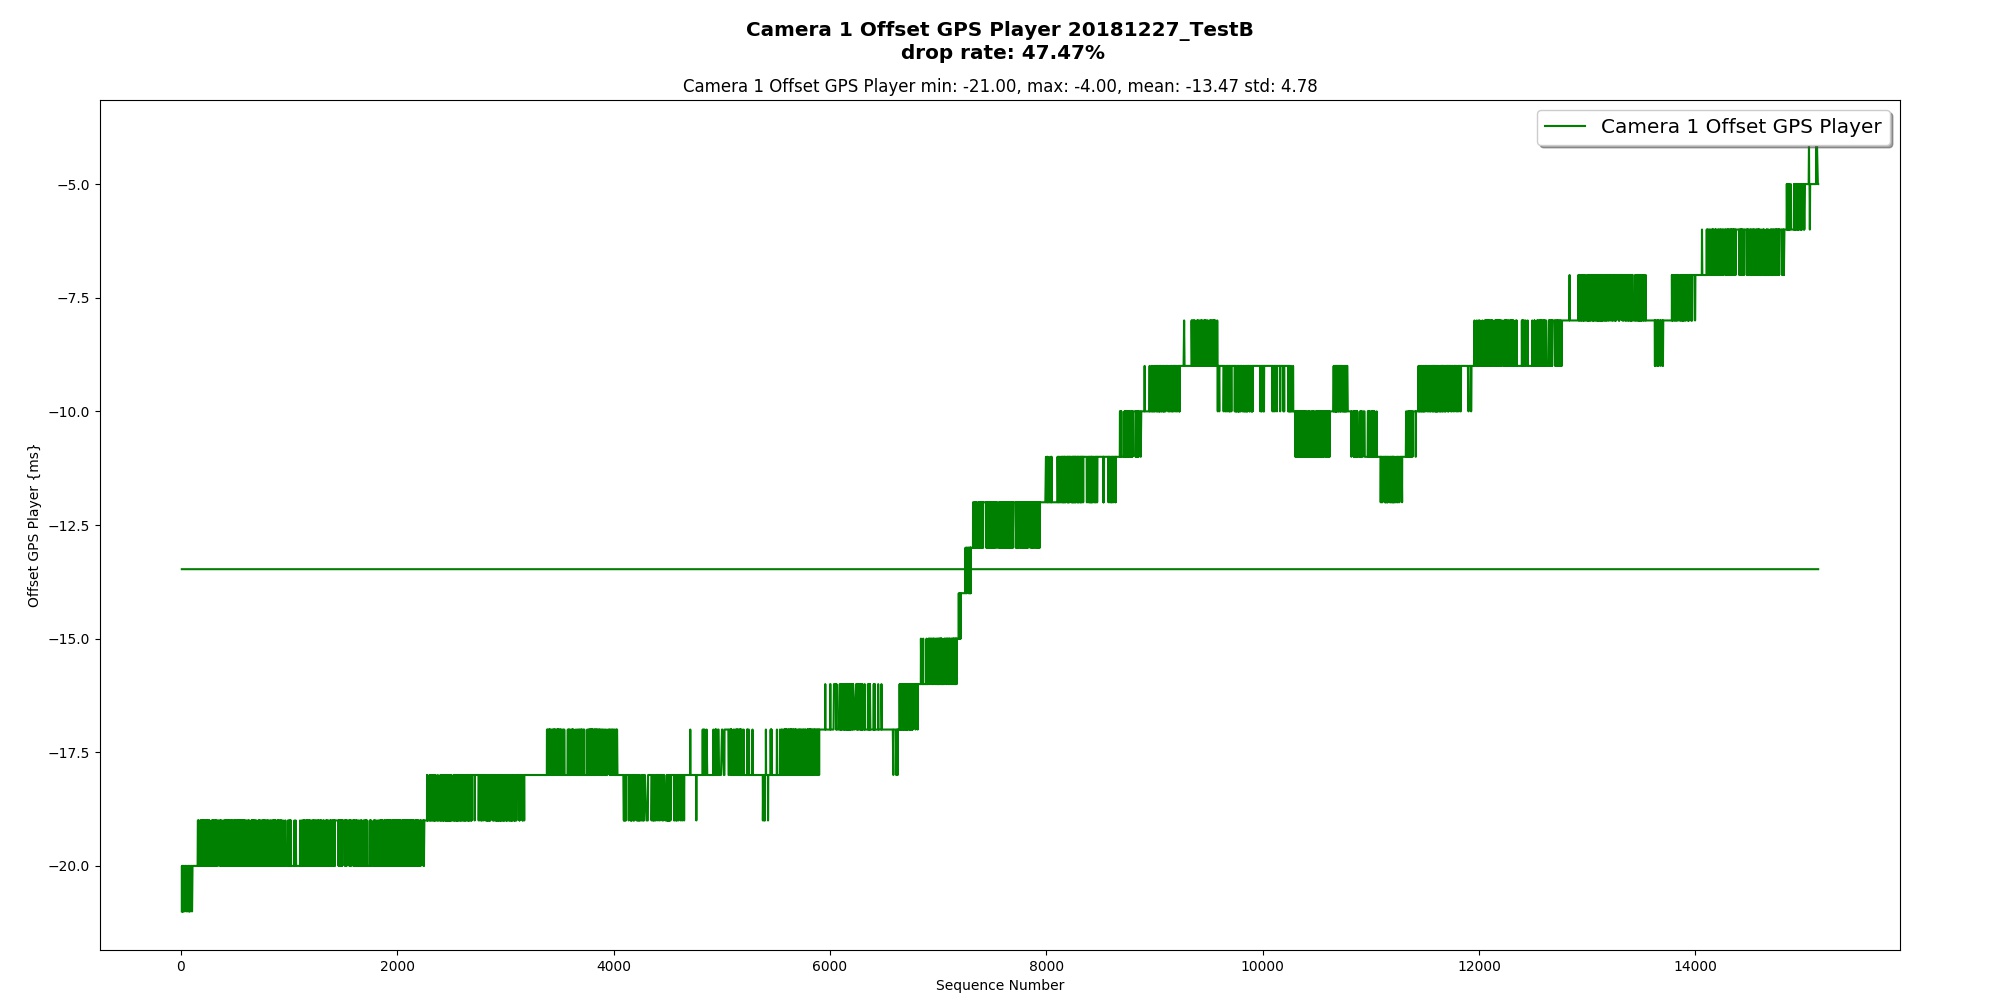 Camera 1 Offset GPS Player 20181227_TestB
drop rate: 47.47%
Camera 1 Offset GPS Player min: -21.00, max: -4.00, mean: -13.47 std: 4.78
Camera 1 Offset GPS Player
−5.0
−7.5
−10.0
−12.5
−15.0
−17.5
−20.0
Offset GPS Player {ms}
0 2000 4000 6000 8000 10000 12000 14000
Sequence Number